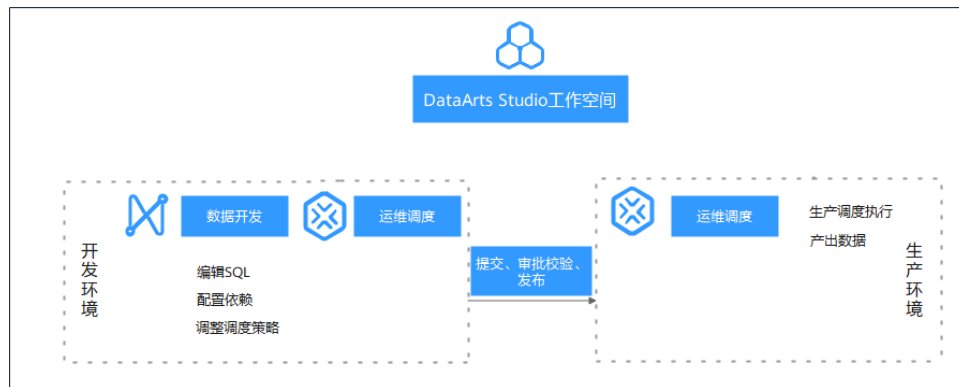 DataArts Studio工作空间
开发环境
数据开发
运维调度
编辑SQL
配置依赖
调整调度策略
提交、审批校验、
发布
运维调度
生产调度执行
产出数据
生产环境